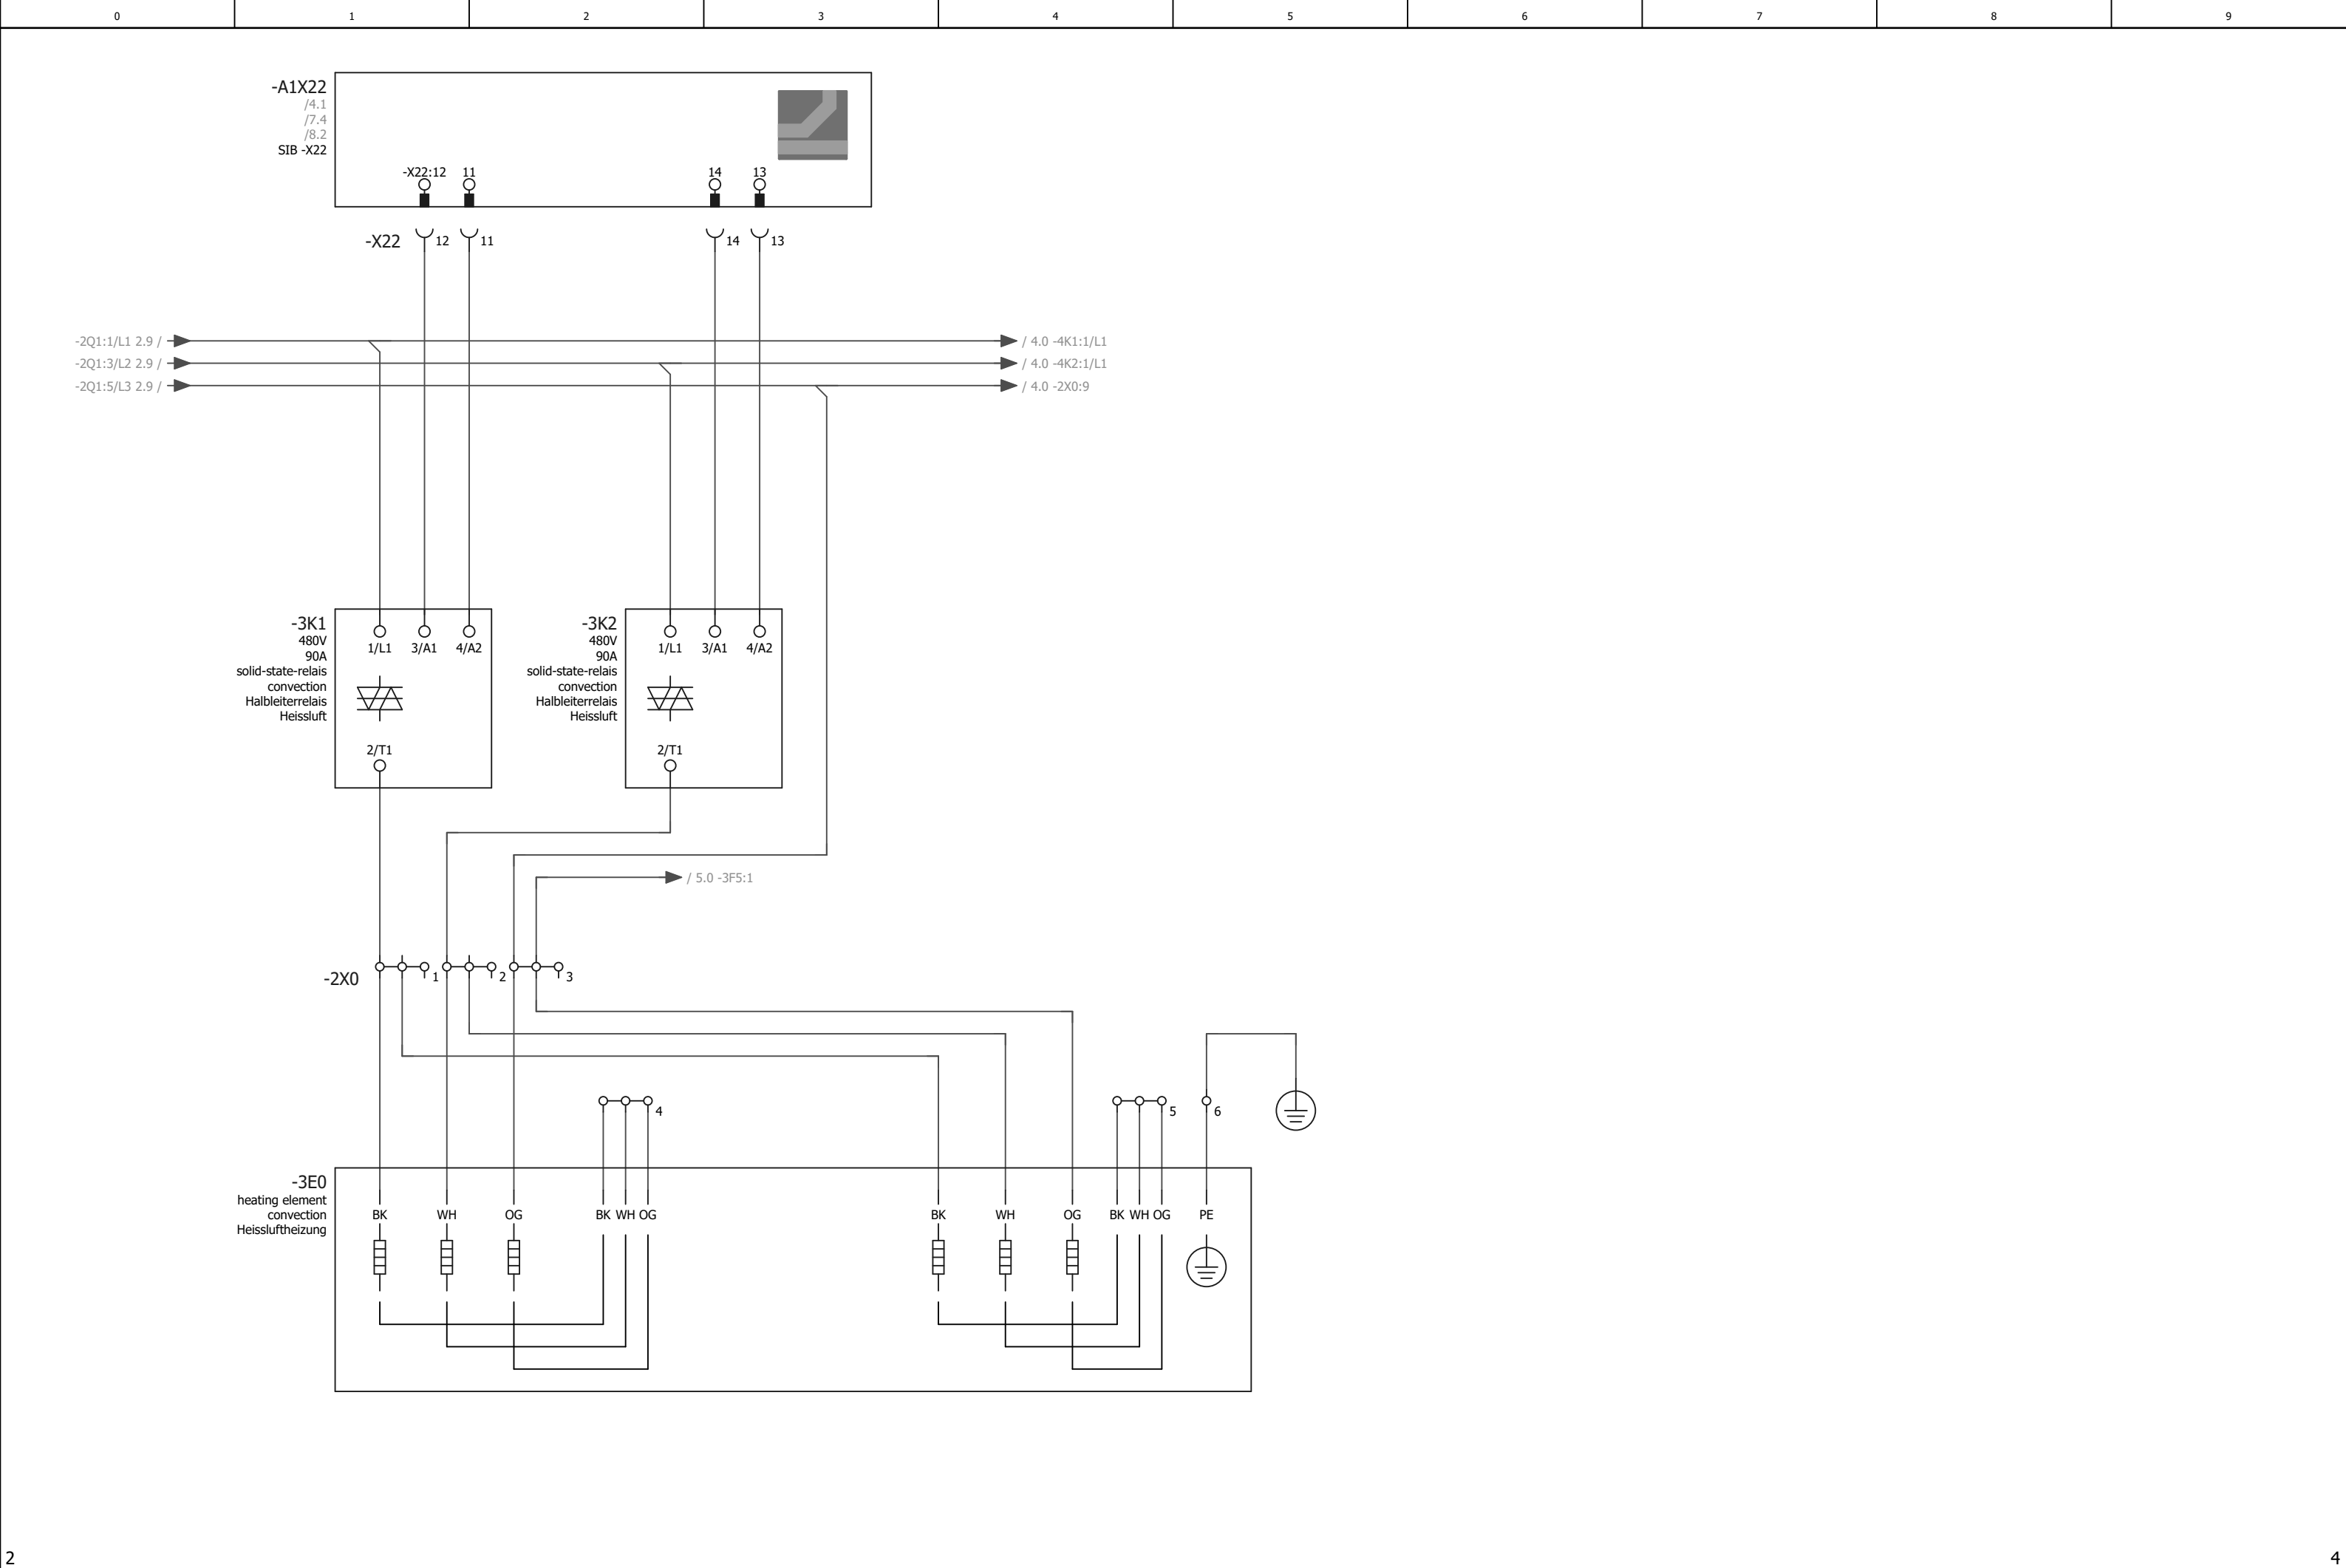 0 1 2 3 4 5 6 7 8 9
-A1X22
/4.1
/7.4
/8.2
SIB -X22
-X22:12 11 14 13
-X22 12 11 14 13
-2Q1:1/L1 2.9 / / 4.0 -4K1:1/L1
-2Q1:3/L2 2.9 / / 4.0 -4K2:1/L1
-2Q1:5/L3 2.9 / / 4.0 -2X0:9
-3K1
480V
90A
solid-state-relais
convection
Halbleiterrelais
Heissluft
1/L1 3/A1 4/A2
2/T1
-3K2
480V
90A
solid-state-relais
convection
Halbleiterrelais
Heissluft
1/L1 3/A1 4/A2
2/T1
/ 5.0 -3F5:1
-2X0 1 2 3
4 5 6
-3E0
heating element
convection
Heissluftheizung
BK WH OG BK WH OG BK WH OG BK WH OG PE
2 4